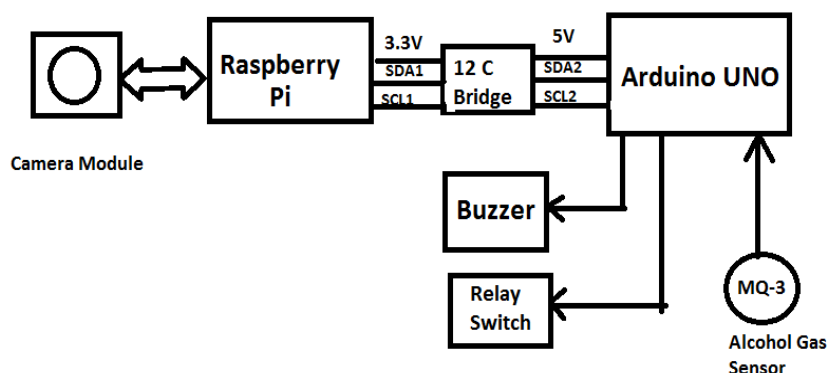 Camera Module
Raspberry
Pi
3.3V
SDA1
SCL1
12 C
Bridge
5V
SDA2
SCL2
Arduino UNO
Buzzer
Relay
Switch
MQ-3
Alcohol Gas
Sensor